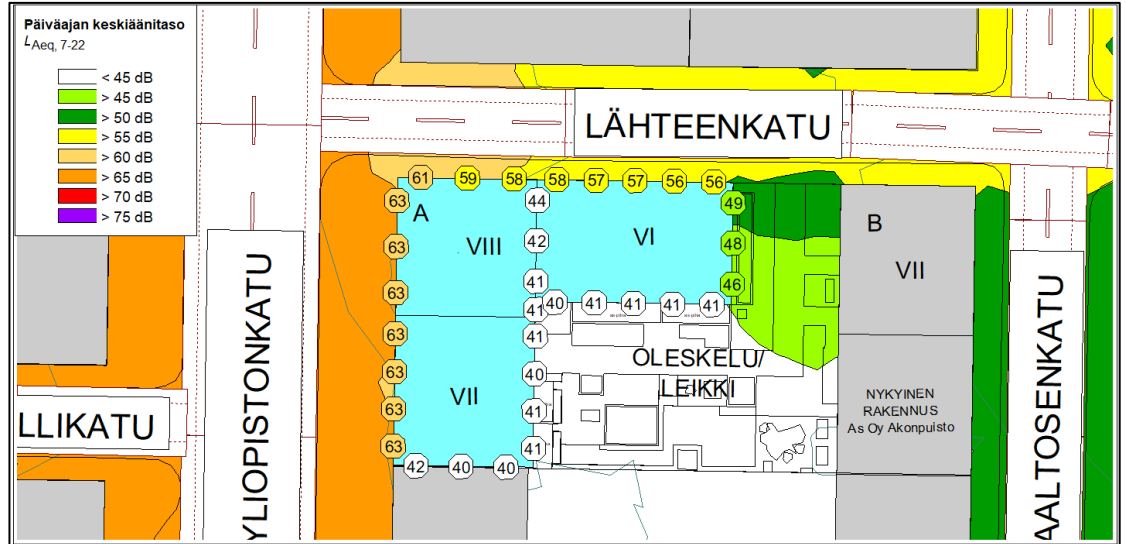 Päiväajan keskiäänitaso
LAeq, 7-22
< 45 dB
> 45 dB
> 50 dB
> 55 dB
> 60 dB
> 65 dB
> 70 dB
> 75 dB
LÄHTEENKATU
61 59 58 58 57 57 56 56
63 44 49
A
B
VIII
VI
VII
63 42 48
63 41 46
41 40 41 41 41 41
63 41
63 40
OLESKELU/
LEIKKI
VII
NYKYINEN
RAKENNUS
As Oy Akonpuisto
63 41
63 41
42 40 40
LLIKATU
YLIOPISTONKATU
AALTOSENKATU